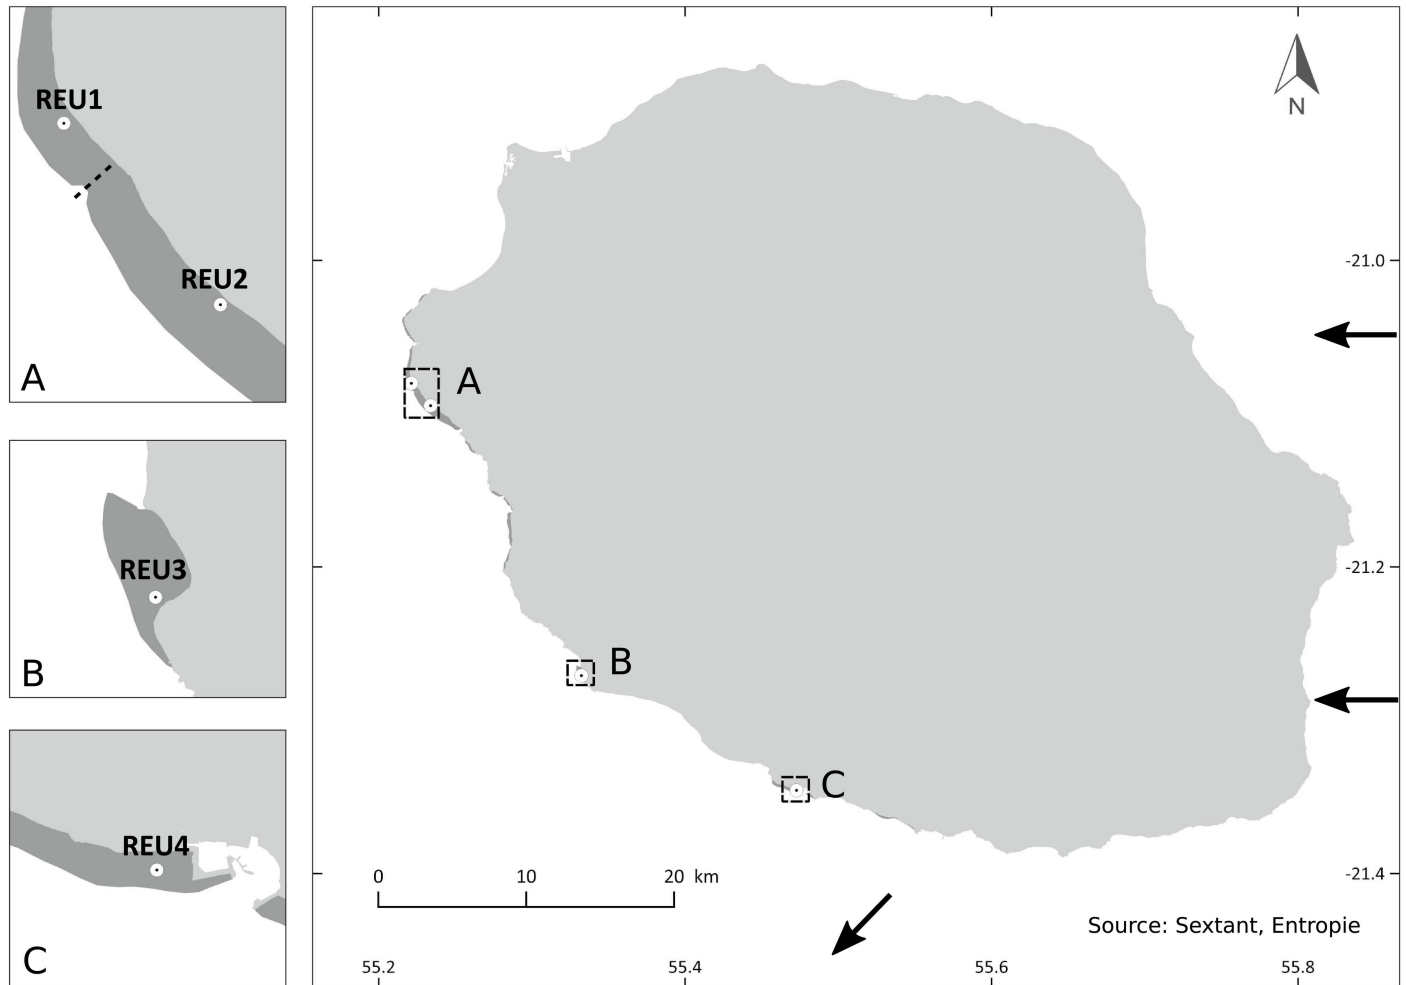 REU1
REU2
A
REU3
B
REU4
C
N
-21.0
A
-21.2
B
C
0 10 20 km
-21.4
Source: Sextant, Entropie
55.2 55.4 55.6 55.8